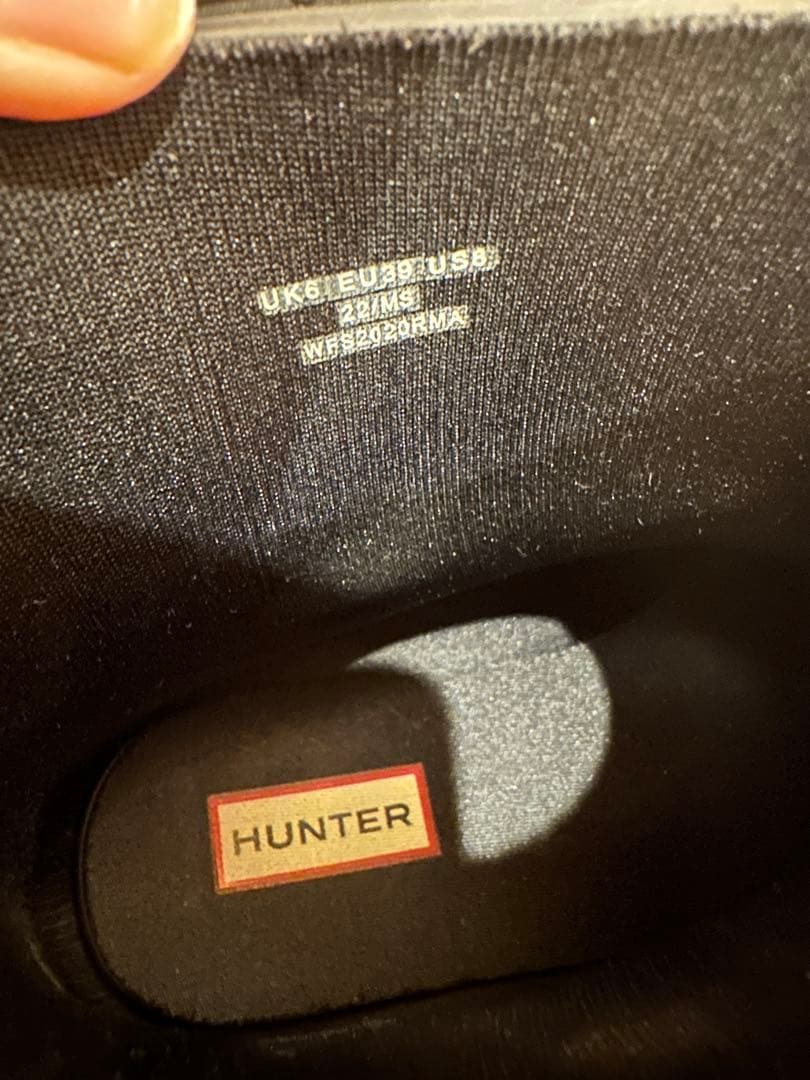 UK6 EU39 US8
22/MS
WFS2020RMA
HUNTER